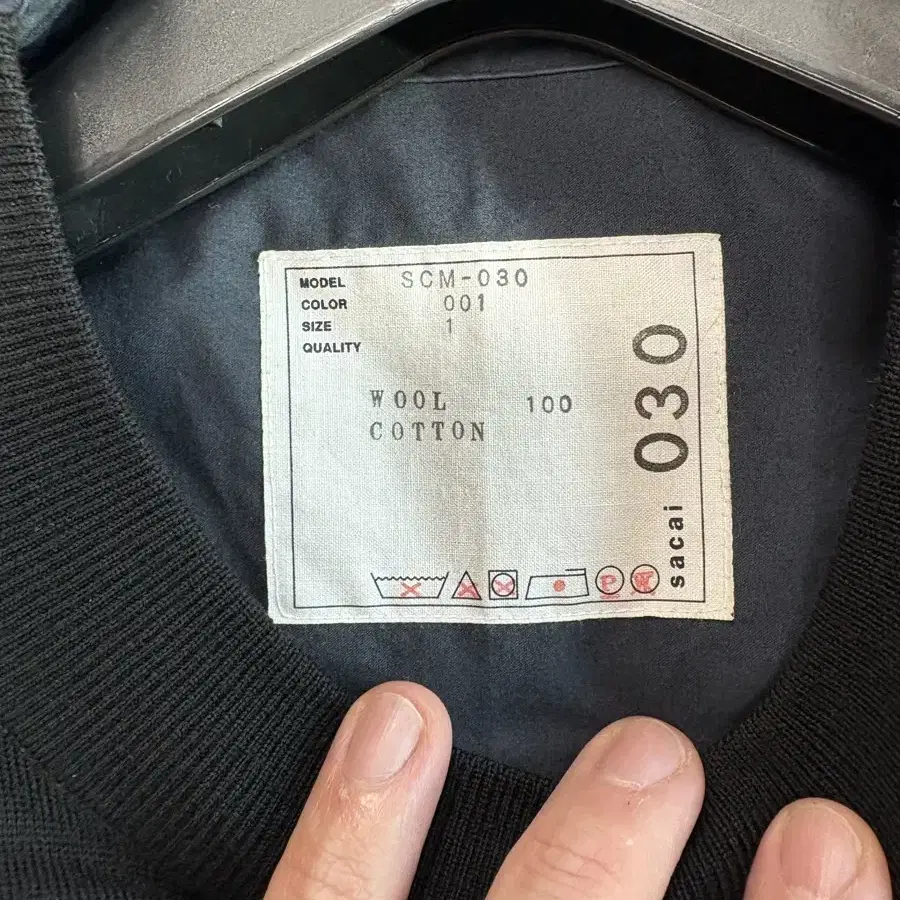 MODEL SCM-030
COLOR 001
SIZE 1
QUALITY
WOOL 100
COTTON
P W
sacai 030